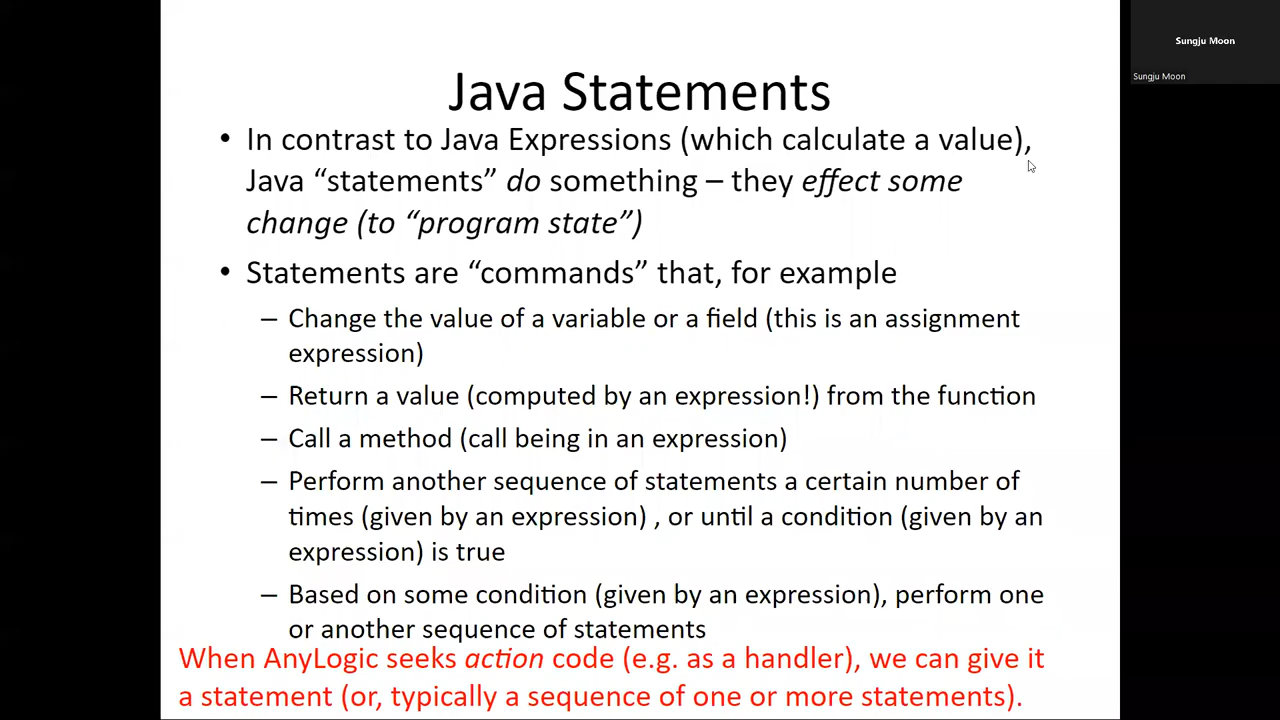 Java Statements
• In contrast to Java Expressions (which calculate a value),
Java “statements” do something – they effect some
change (to “program state”)
• Statements are “commands” that, for example
– Change the value of a variable or a field (this is an assignment
expression)
– Return a value (computed by an expression!) from the function
– Call a method (call being in an expression)
– Perform another sequence of statements a certain number of
times (given by an expression) , or until a condition (given by an
expression) is true
– Based on some condition (given by an expression), perform one
or another sequence of statements
When AnyLogic seeks action code (e.g. as a handler), we can give it
a statement (or, typically a sequence of one or more statements).
Sungju Moon
Sungju Moon